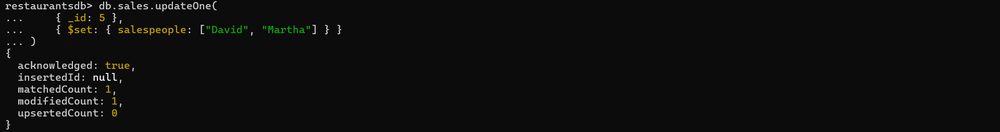 restaurantsdb> db.sales.updateOne(
...     { _id: 5 },
...     { $set: { salespeople: ["David", "Martha"] } }
... )
{
  acknowledged: true,
  insertedId: null,
  matchedCount: 1,
  modifiedCount: 1,
  upsertedCount: 0
}